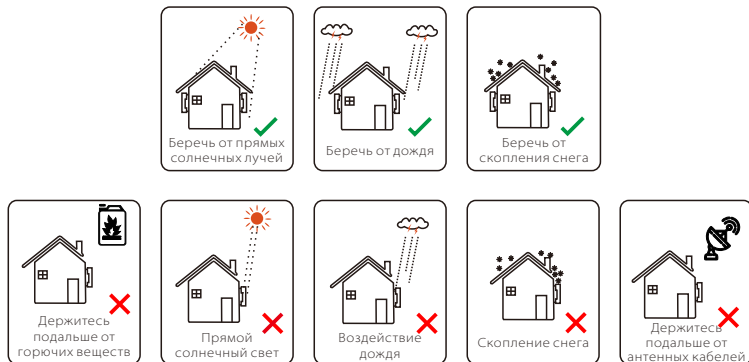 Беречь от прямых
солнечных лучей
Беречь от дождя
Беречь от
скопления снега
Держитесь
подальше от
горючих веществ
Прямой
солнечный свет
Воздействие
дождя
Скопление снега
Держитесь
подальше от
антенных кабелей